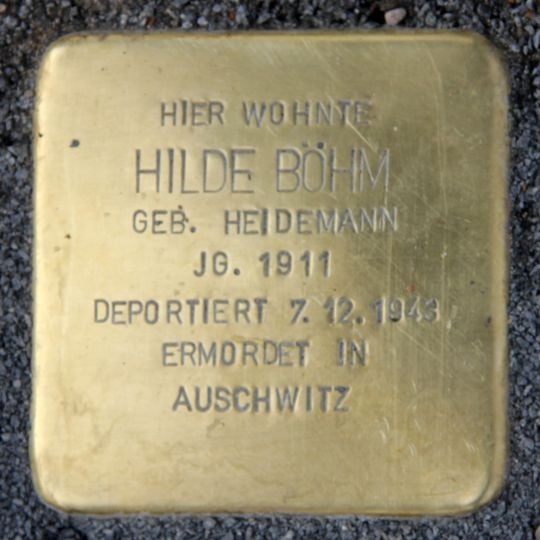 HIER WOHNTE
HILDE BÖHM
GEB. HEIDEMANN
JG. 1911
DEPORTIERT 7.12.1943
ERMORDET IN
AUSCHWITZ